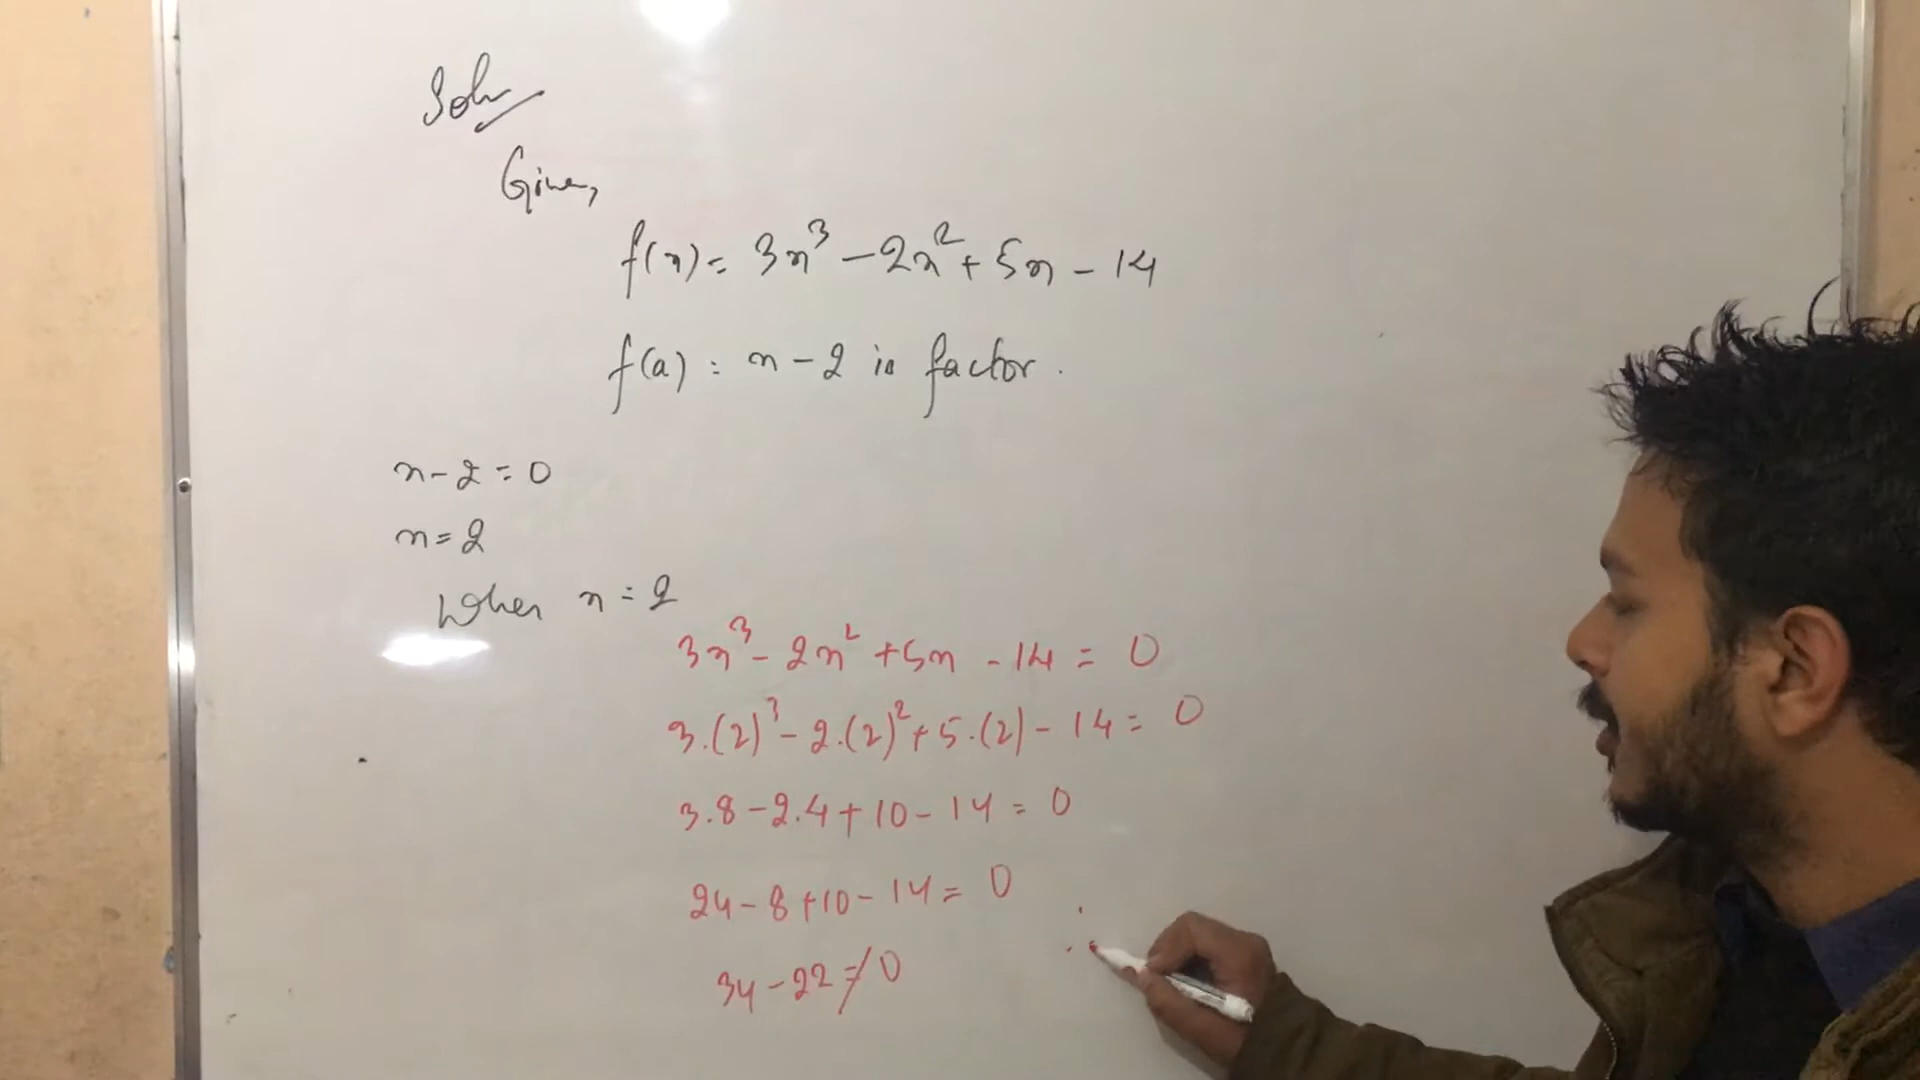 Soln
Given,
f(x) = 3x³ - 2x² + 5x - 14
f(a) : x - 2 is factor.
x - 2 = 0
x = 2
When x = 2
3x³ - 2x² + 5x - 14 = 0
3.(2)³ - 2.(2)² + 5.(2) - 14 = 0
3.8 - 2.4 + 10 - 14 = 0
24 - 8 + 10 - 14 = 0
34 - 22 ≠ 0
∴